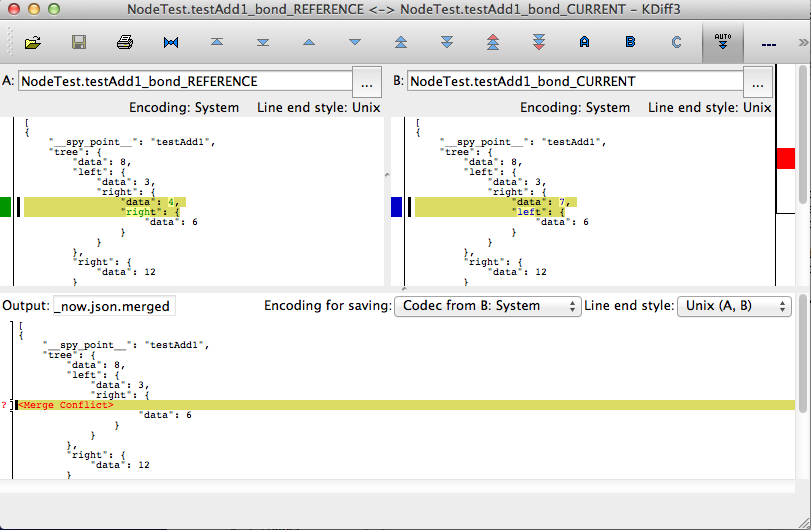 NodeTest.testAdd1_bond_REFERENCE <-> NodeTest.testAdd1_bond_CURRENT - KDiff3
A B C AUTO »
A: NodeTest.testAdd1_bond_REFERENCE ...
Encoding: System Line end style: Unix
[
{
"__spy_point__": "testAdd1",
"tree": {
"data": 8,
"left": {
"data": 3,
"right": {
"data": 4,
"right": {
"data": 6
}
}
},
"right": {
"data": 12
}
B: NodeTest.testAdd1_bond_CURRENT ...
Encoding: System Line end style: Unix
[
{
"__spy_point__": "testAdd1",
"tree": {
"data": 8,
"left": {
"data": 3,
"right": {
"data": 7,
"left": {
"data": 6
}
}
},
"right": {
"data": 12
}
Output: _now.json.merged Encoding for saving: Codec from B: System Line end style: Unix (A, B)
[
{
"__spy_point__": "testAdd1",
"tree": {
"data": 8,
"left": {
"data": 3,
"right": {
? <Merge Conflict>
"data": 6
}
}
},
"right": {
"data": 12
}